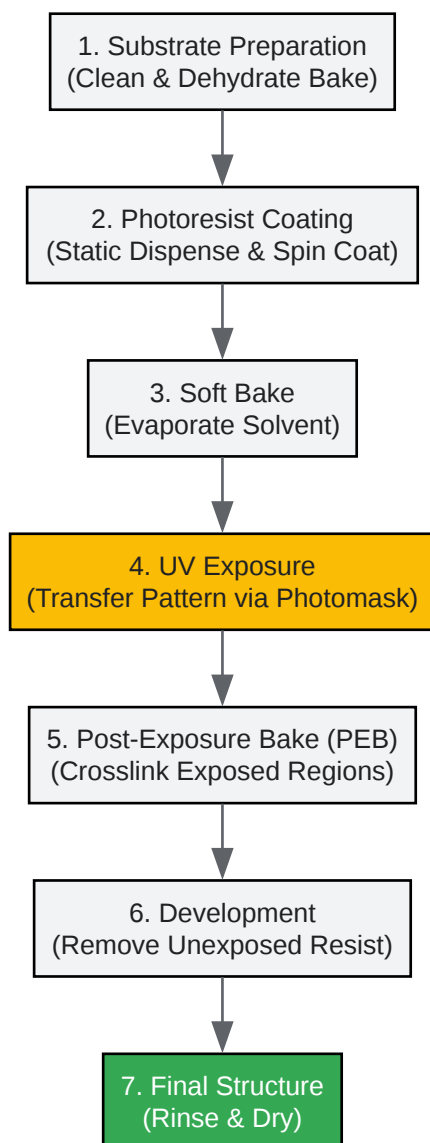 1. Substrate Preparation
(Clean & Dehydrate Bake)
2. Photoresist Coating
(Static Dispense & Spin Coat)
3. Soft Bake
(Evaporate Solvent)
4. UV Exposure
(Transfer Pattern via Photomask)
5. Post-Exposure Bake (PEB)
(Crosslink Exposed Regions)
6. Development
(Remove Unexposed Resist)
7. Final Structure
(Rinse & Dry)